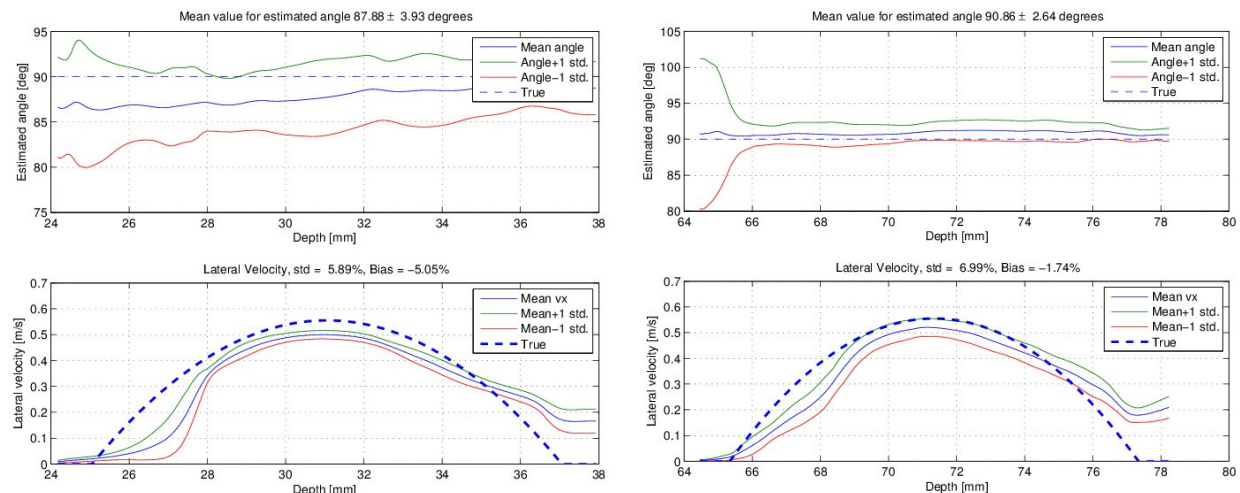 Mean value for estimated angle 87.88 ± 3.93 degrees
Estimated angle [deg]
95
90
85
80
75
24 26 28 30 32 34 36 38
Depth [mm]
Mean angle
Angle+1 std.
Angle−1 std.
True
Mean value for estimated angle 90.86 ± 2.64 degrees
Estimated angle [deg]
105
100
95
90
85
80
64 66 68 70 72 74 76 78 80
Depth [mm]
Mean angle
Angle+1 std.
Angle−1 std.
True
Lateral Velocity, std = 5.89%, Bias = −5.05%
Lateral velocity [m/s]
0.7
0.6
0.5
0.4
0.3
0.2
0.1
0
24 26 28 30 32 34 36 38
Depth [mm]
Mean vx
Mean+1 std.
Mean−1 std.
True
Lateral Velocity, std = 6.99%, Bias = −1.74%
Lateral velocity [m/s]
0.7
0.6
0.5
0.4
0.3
0.2
0.1
0
64 66 68 70 72 74 76 78 80
Depth [mm]
Mean vx
Mean+1 std.
Mean−1 std.
True